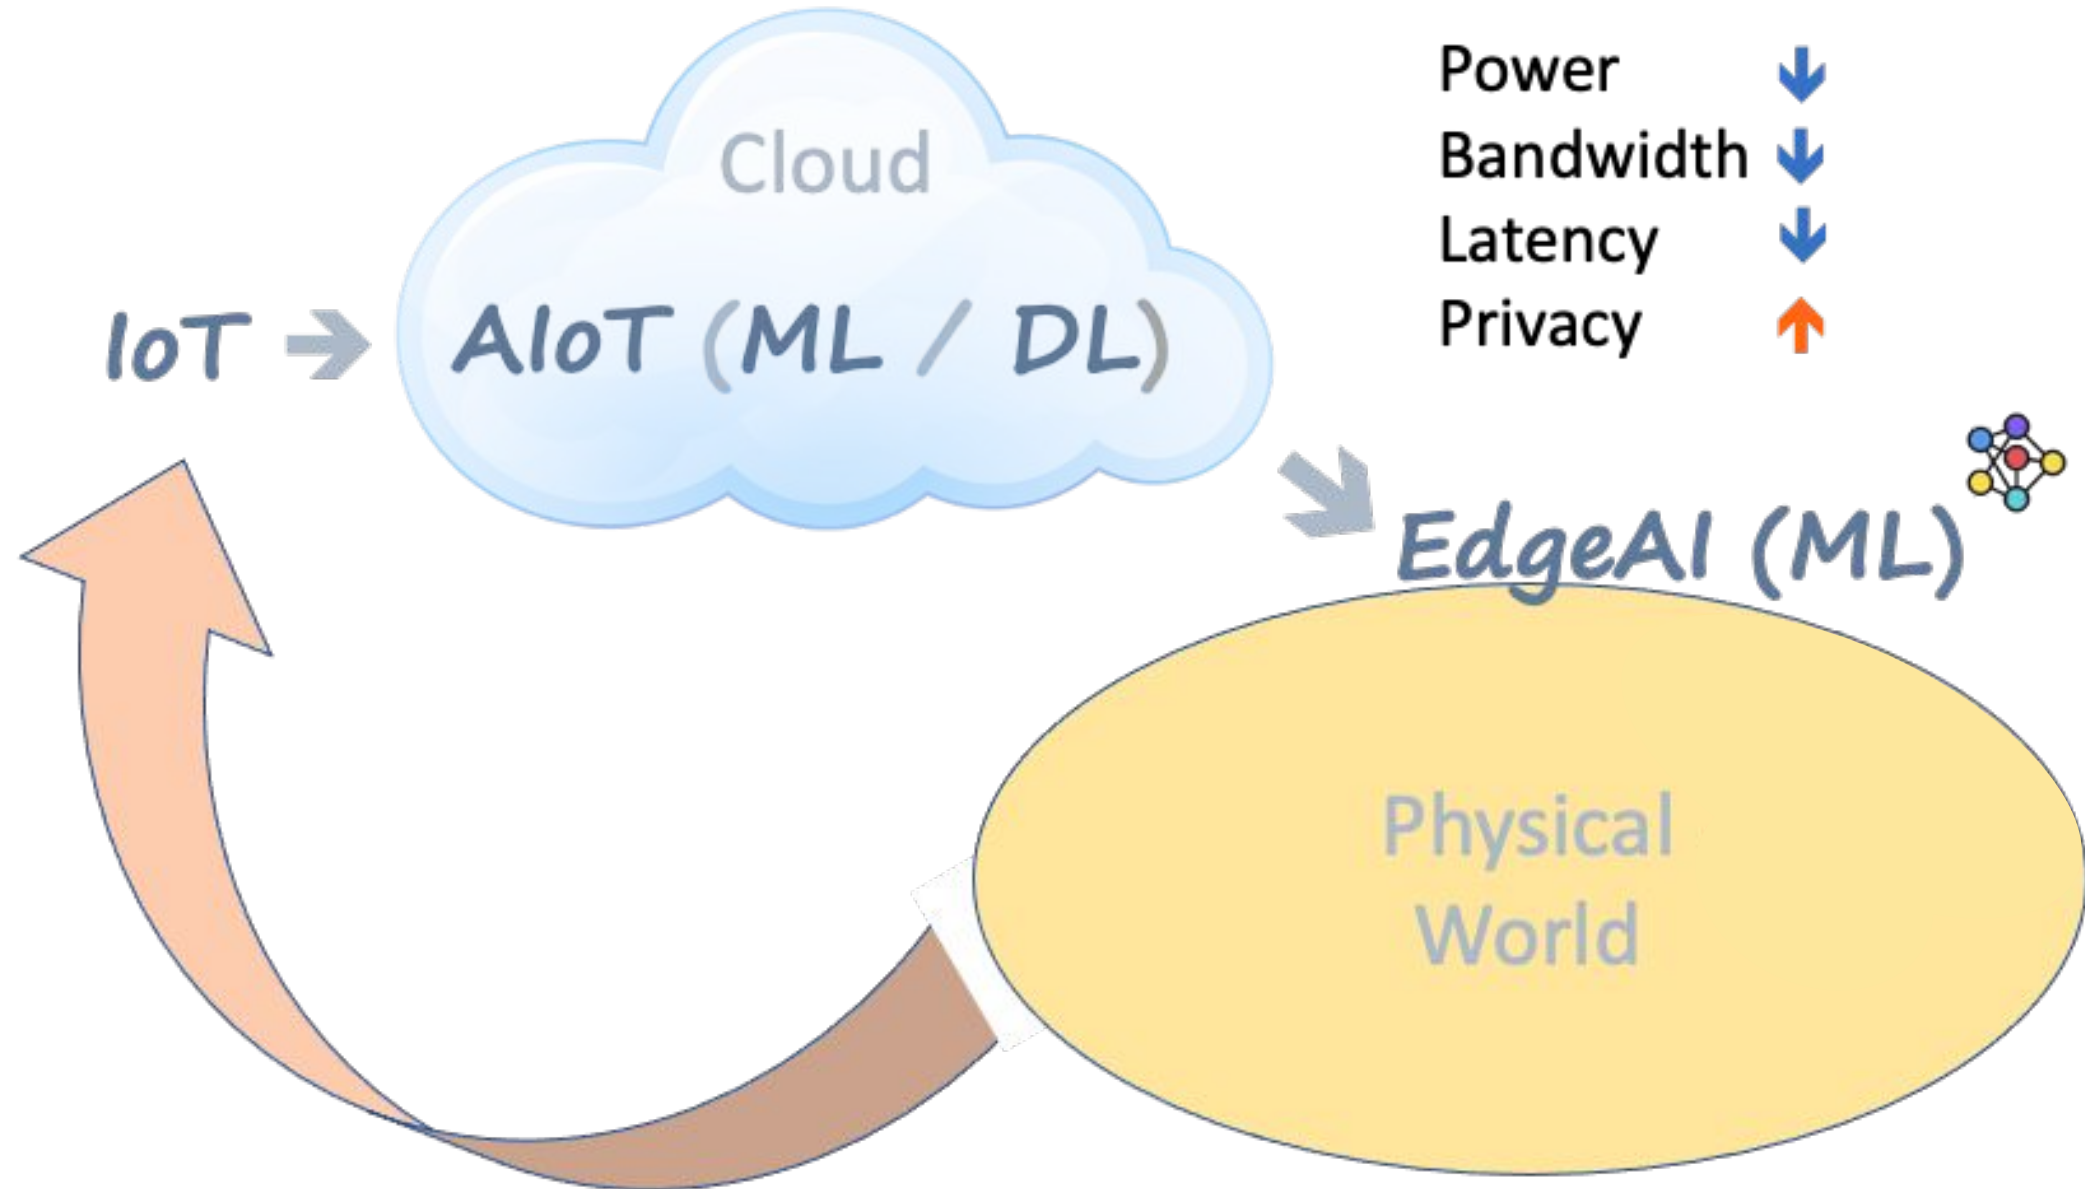 Cloud
IoT
AIoT (ML / DL)
Power
Bandwidth
Latency
Privacy
EdgeAI (ML)
Physical
World